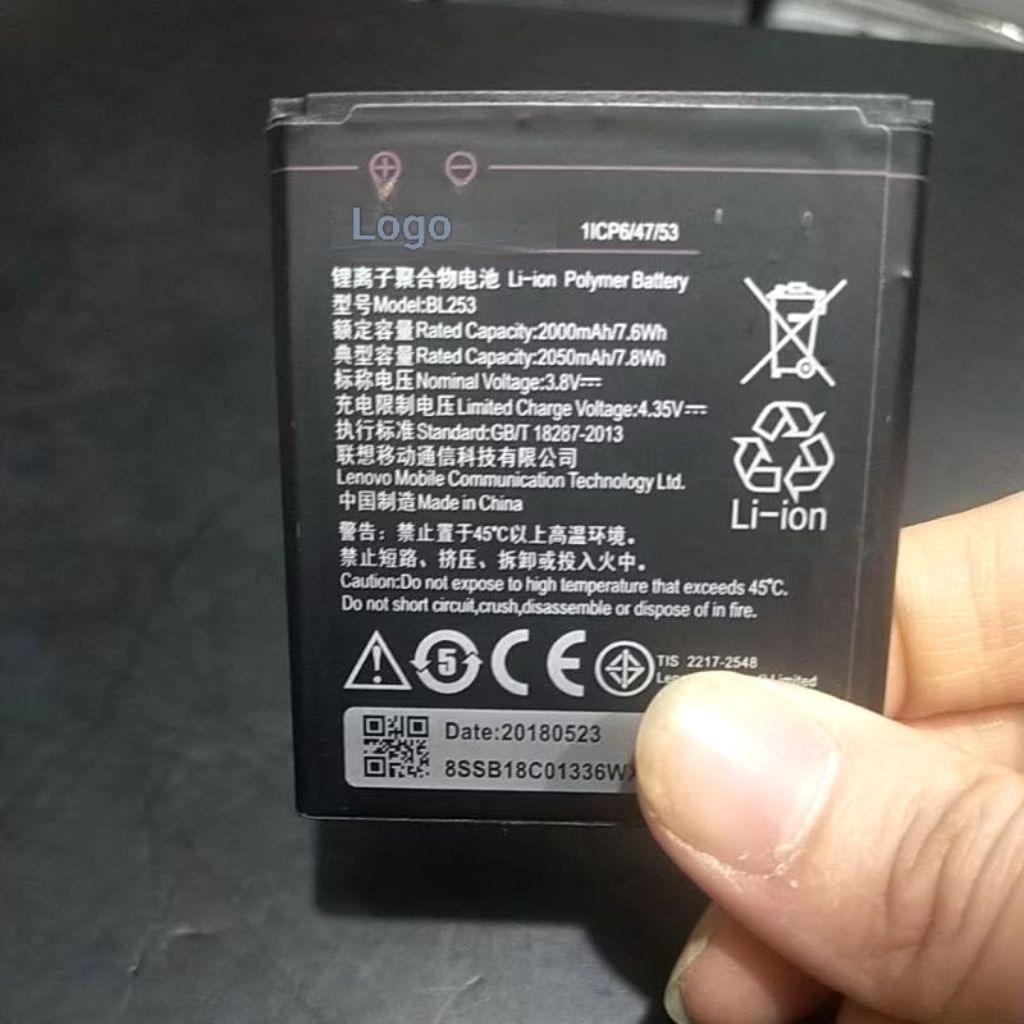 Logo
1ICP6/47/53
锂离子聚合物电池 Li-ion Polymer Battery
型号Model:BL253
额定容量Rated Capacity:2000mAh/7.6Wh
典型容量Rated Capacity:2050mAh/7.8Wh
标称电压Nominal Voltage:3.8V⎓
充电限制电压Limited Charge Voltage:4.35V⎓
执行标准Standard:GB/T 18287-2013
联想移动通信科技有限公司
Lenovo Mobile Communication Technology Ltd.
中国制造Made in China
警告：禁止置于45℃以上高温环境。
禁止短路、挤压、拆卸或投入火中。
Caution:Do not expose to high temperature that exceeds 45℃.
Do not short circuit,crush,disassemble or dispose of in fire.
Li-ion
5
CE
TIS 2217-2548
Limited
Date:20180523
8SSB18C01336W